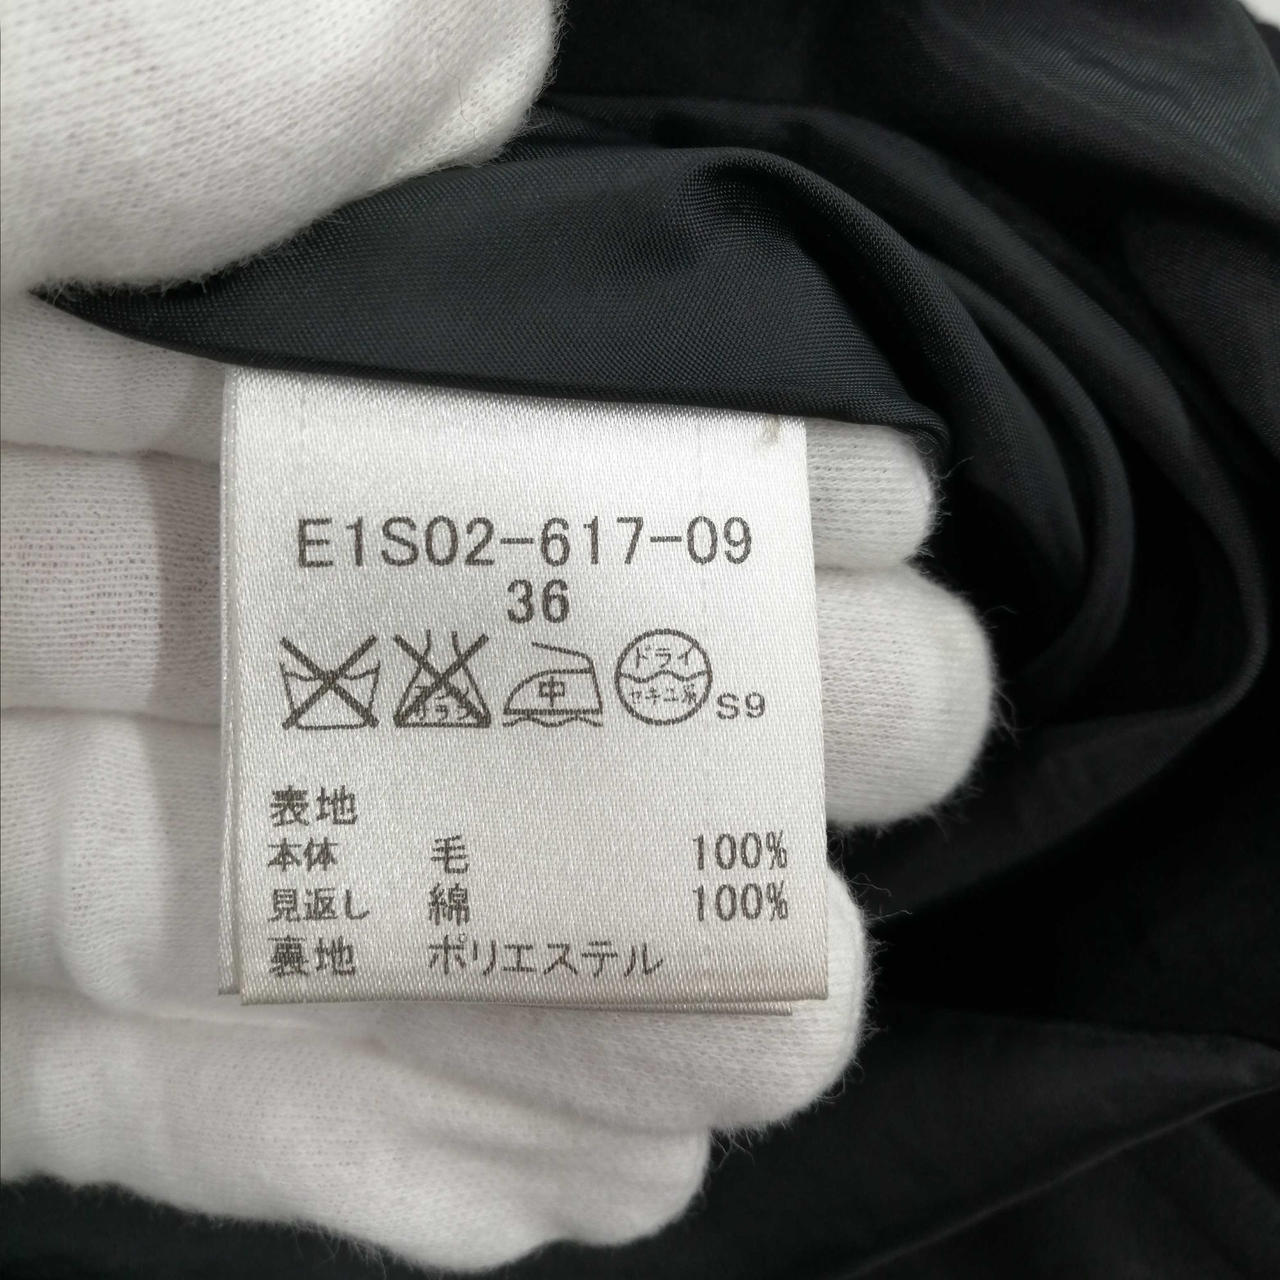 E1S02-617-09
36
中 ドライ セキユ系 S9
表地
本体 毛 100%
見返し 綿 100%
裏地 ポリエステル